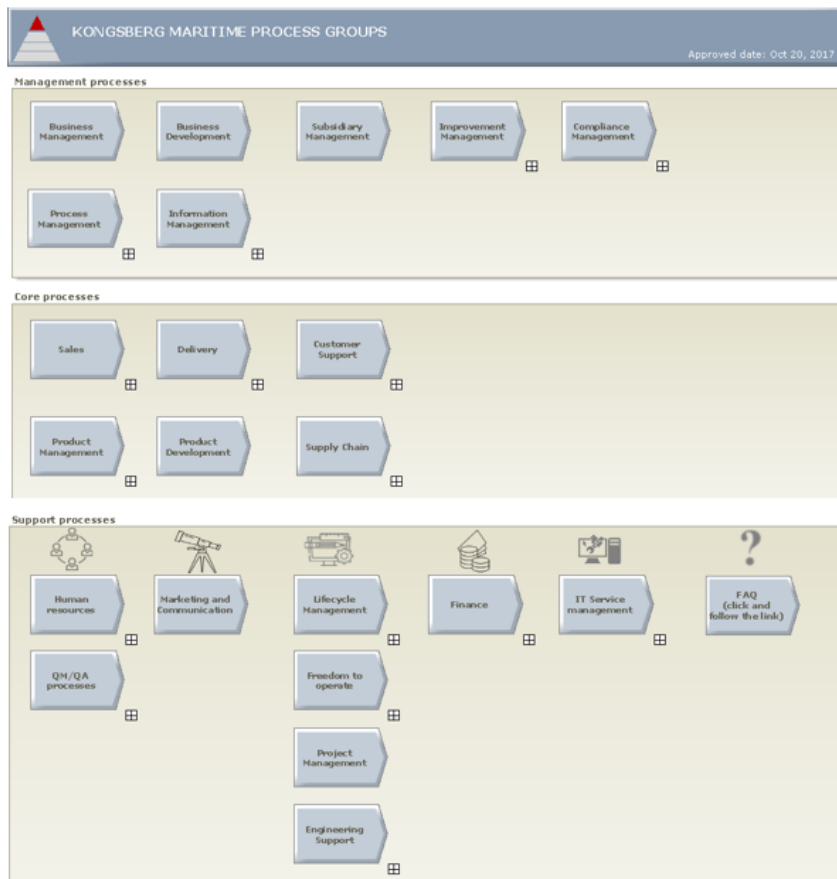 KONGSBERG MARITIME PROCESS GROUPS
Approved date: Oct 20, 2017
Management processes
Business
Management
Business
Development
Subsidiary
Management
Improvement
Management
Compliance
Management
Process
Management
Information
Management
Core processes
Sales
Delivery
Customer
Support
Product
Management
Product
Development
Supply Chain
Support processes
Human
resources
Marketing and
Communication
Lifecycle
Management
Finance
IT Service
management
?
FAQ
(click and
follow the link)
QM/QA
processes
Freedom to
operate
Project
Management
Engineering
Support